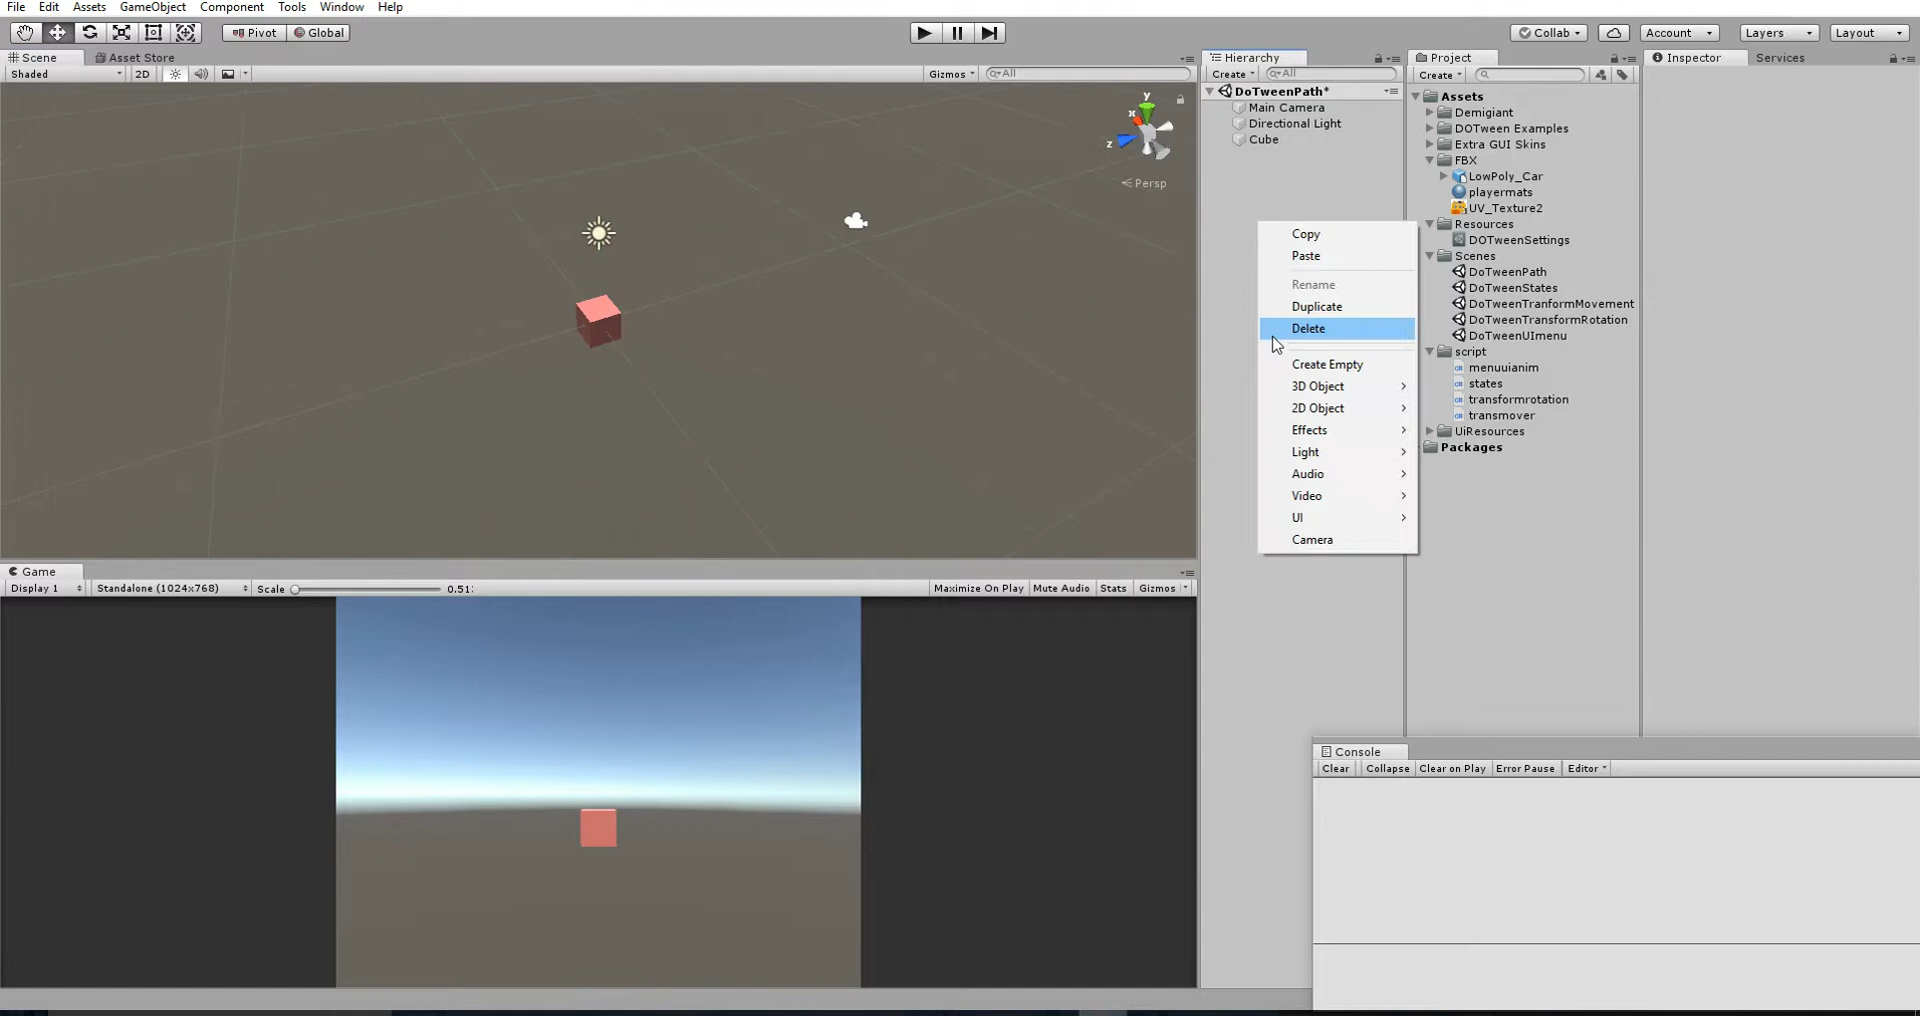 File Edit Assets GameObject Component Tools Window Help
Pivot Global Collab Account Layers Layout
Scene Asset Store
Shaded 2D Gizmos All
y
x
z
Persp
Hierarchy
Create All
DoTweenPath*
Main Camera
Directional Light
Cube
Copy
Paste
Rename
Duplicate
Delete
Create Empty
3D Object
2D Object
Effects
Light
Audio
Video
UI
Camera
Project
Create
Assets
Demigiant
DOTween Examples
Extra GUI Skins
FBX
LowPoly_Car
playermats
UV_Texture2
Resources
DOTweenSettings
Scenes
DoTweenPath
DoTweenStates
DoTweenTranformMovement
DoTweenTransformRotation
DoTweenUImenu
script
menuuianim
states
transformrotation
transmover
UiResources
Packages
Inspector Services
Game
Display 1 Standalone (1024x768) Scale 0.51: Maximize On Play Mute Audio Stats Gizmos
Console
Clear Collapse Clear on Play Error Pause Editor